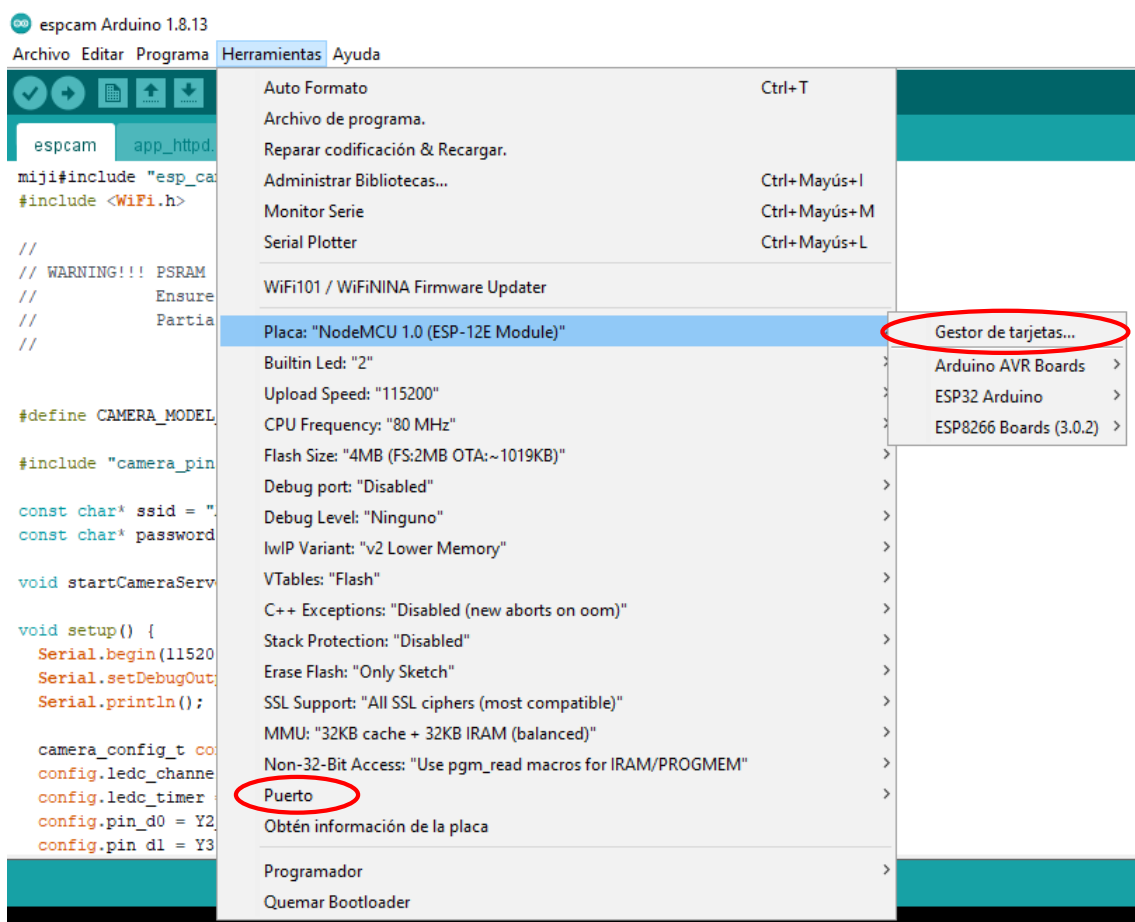 espcam Arduino 1.8.13
Archivo Editar Programa Herramientas Ayuda
espcam app_httpd.
miji#include "esp_ca
#include <WiFi.h>
//
// WARNING!!! PSRAM
// Ensure
// Partia
//
#define CAMERA_MODEL_
#include "camera_pin
const char* ssid = "
const char* password
void startCameraServ
void setup() {
Serial.begin(11520
Serial.setDebugOut
Serial.println();
camera_config_t co
config.ledc_channe
config.ledc_timer
config.pin_d0 = Y2_
config.pin d1 = Y3
Auto Formato Ctrl+T
Archivo de programa.
Reparar codificación & Recargar.
Administrar Bibliotecas... Ctrl+Mayús+I
Monitor Serie Ctrl+Mayús+M
Serial Plotter Ctrl+Mayús+L
WiFi101 / WiFiNINA Firmware Updater
Placa: "NodeMCU 1.0 (ESP-12E Module)"
Builtin Led: "2"
Upload Speed: "115200"
CPU Frequency: "80 MHz"
Flash Size: "4MB (FS:2MB OTA:~1019KB)"
Debug port: "Disabled"
Debug Level: "Ninguno"
lwIP Variant: "v2 Lower Memory"
VTables: "Flash"
C++ Exceptions: "Disabled (new aborts on oom)"
Stack Protection: "Disabled"
Erase Flash: "Only Sketch"
SSL Support: "All SSL ciphers (most compatible)"
MMU: "32KB cache + 32KB IRAM (balanced)"
Non-32-Bit Access: "Use pgm_read macros for IRAM/PROGMEM"
Puerto
Obtén información de la placa
Programador
Quemar Bootloader
Gestor de tarjetas...
Arduino AVR Boards
ESP32 Arduino
ESP8266 Boards (3.0.2)